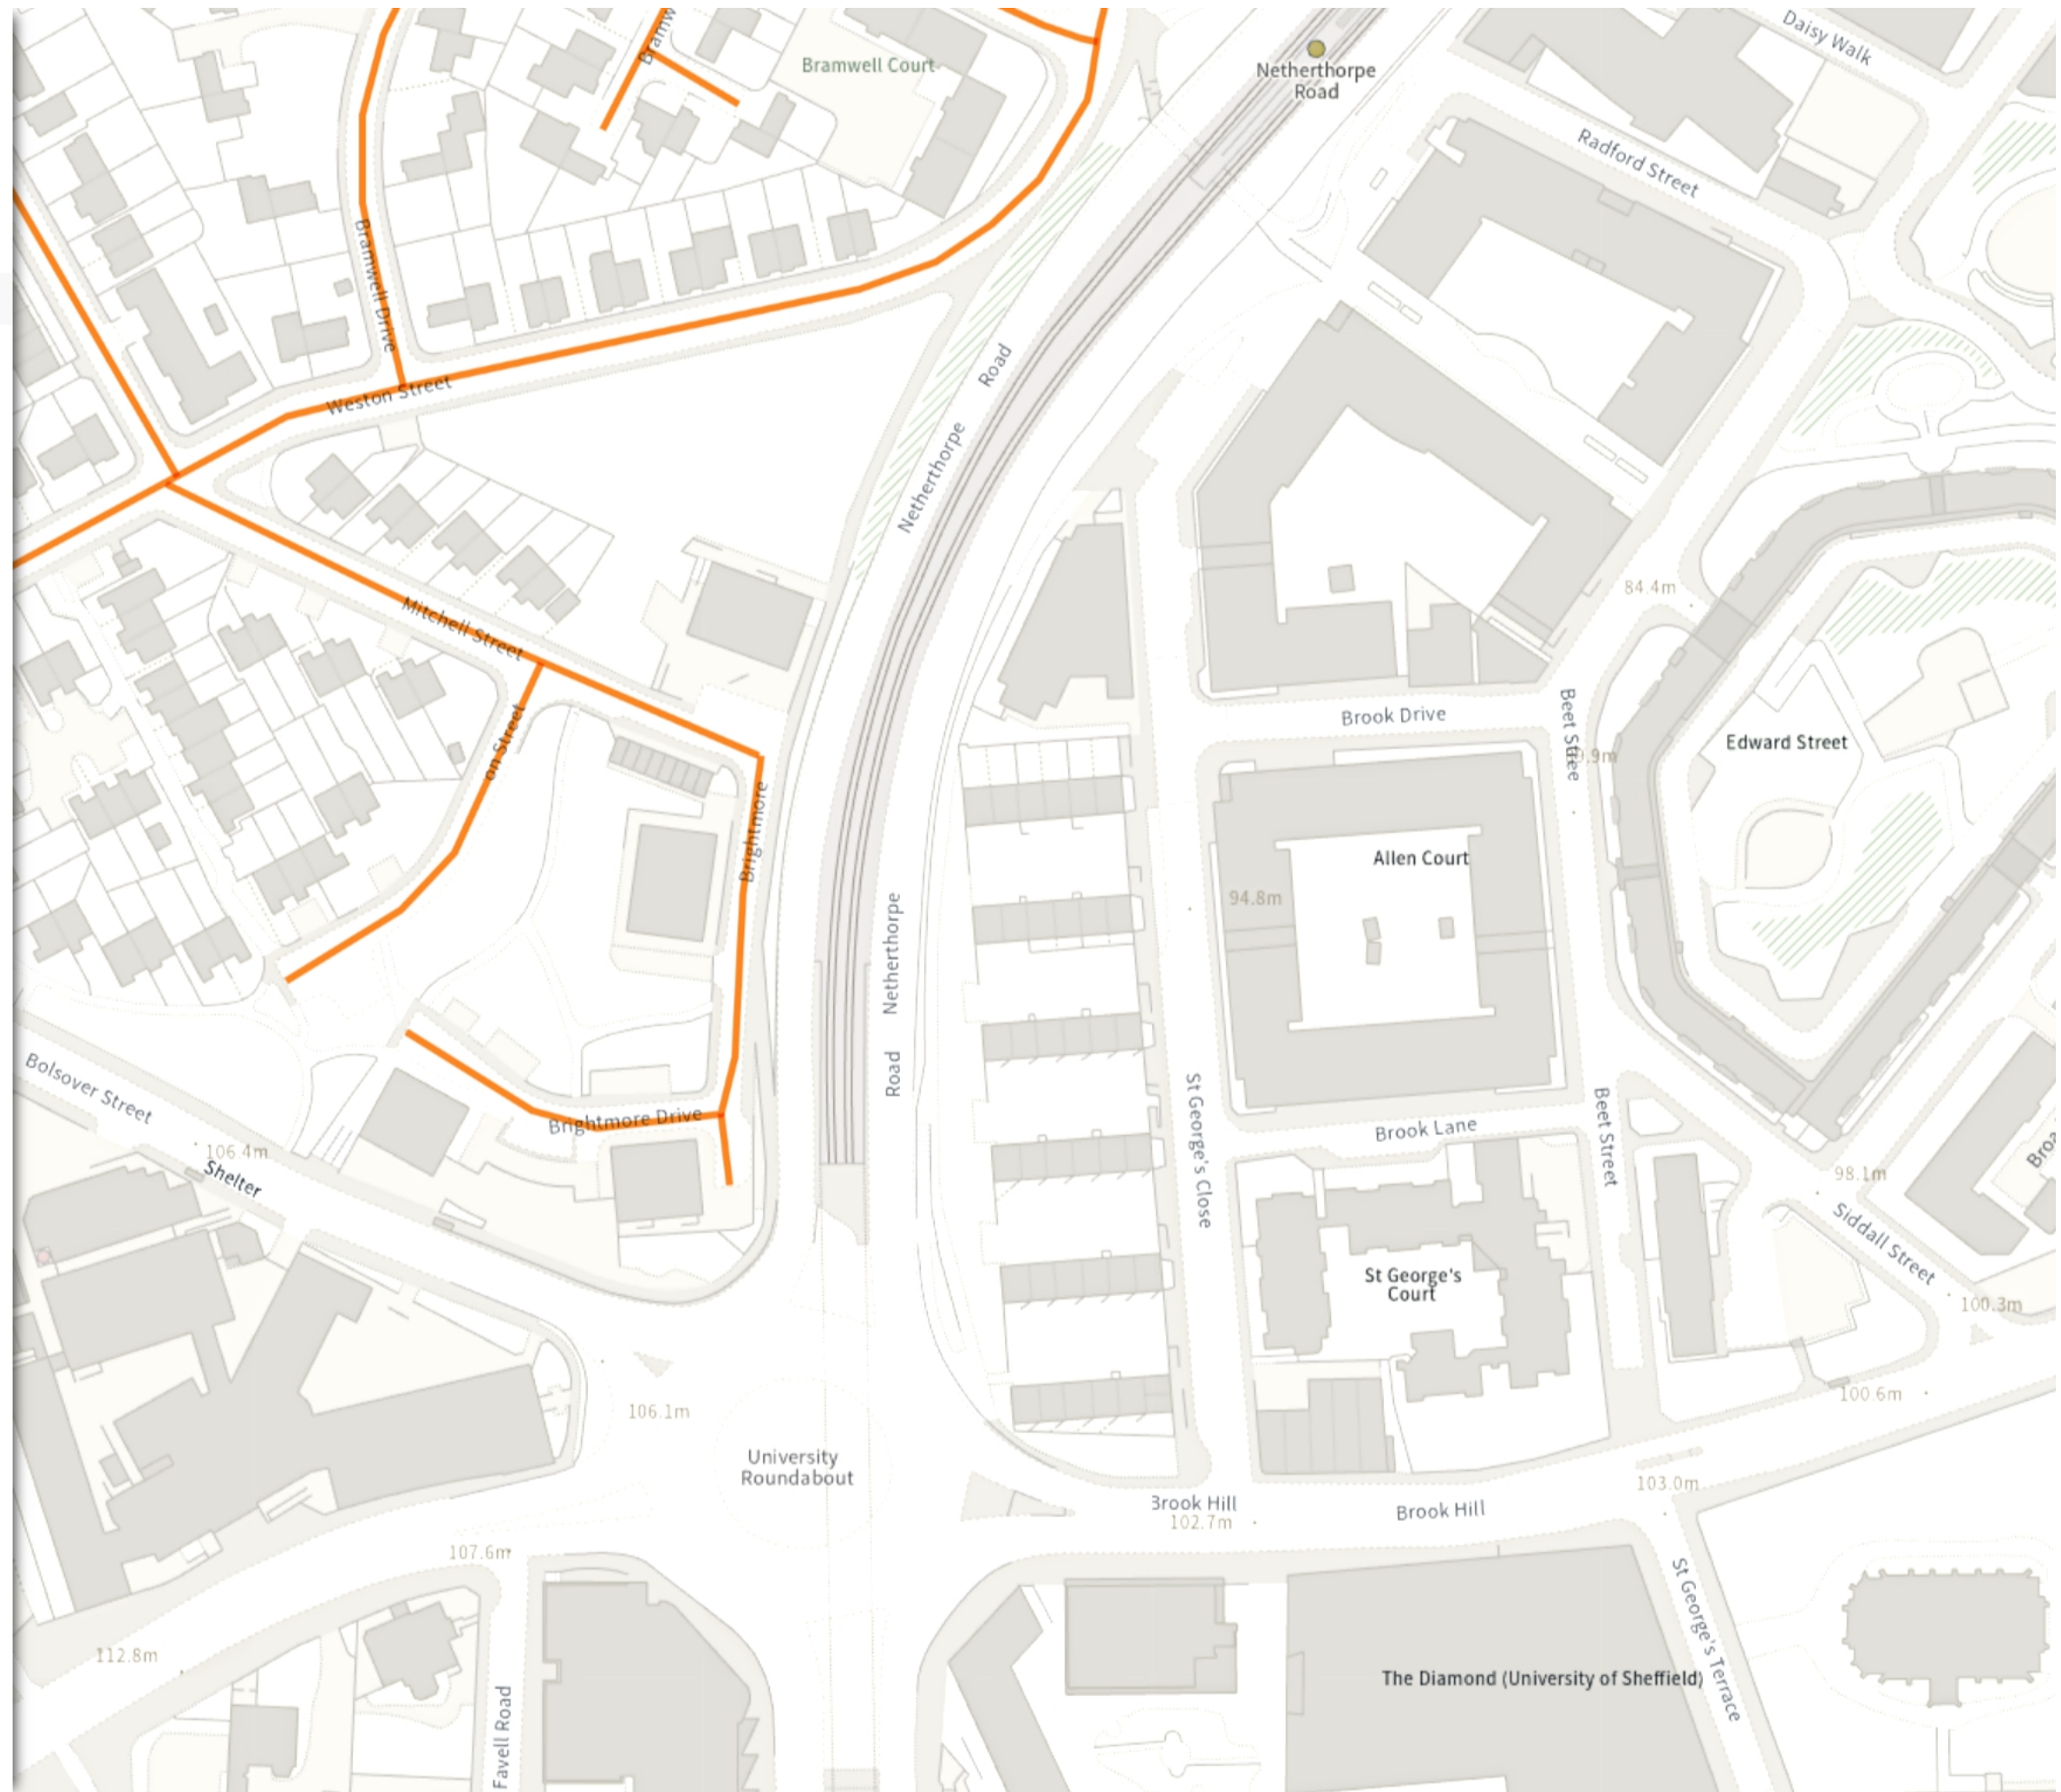 Daisy Walk
Bramwell Court
Netherthorpe
Road
Radford Street
Bramwell Drive
Weston Street
Road
Netherthorpe
Mitchell Street
84.4m
on Street
Brook Drive
Beet Stree
Edward Street
Brightmore
Allen Court
94.8m
Netherthorpe
Road
Bolsover Street
106.4m
Shelter
Brightmore Drive
St George's Close
Brook Lane
Beet Street
98.1m
Siddall Street
St George's
Court
100.3m
100.6m
106.1m
University
Roundabout
Brook Hill
102.7m
Brook Hill
103.0m
107.6m
St George's Terrace
112.8m
Favell Road
The Diamond (University of Sheffield)